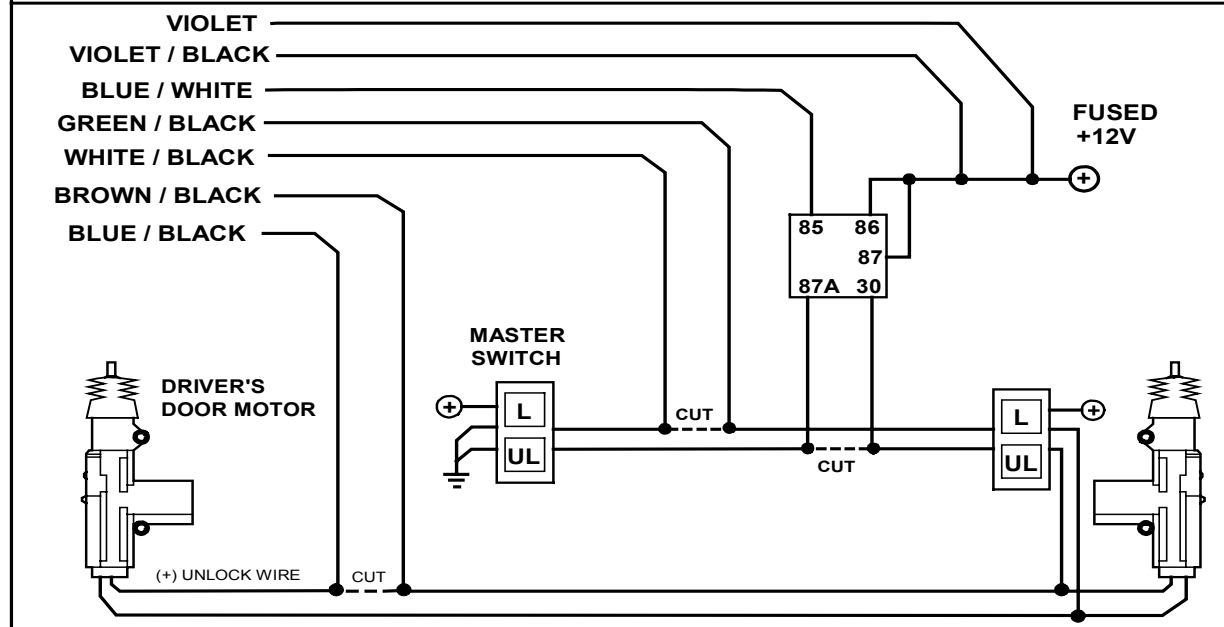 VIOLET
VIOLET / BLACK
BLUE / WHITE
GREEN / BLACK
WHITE / BLACK
BROWN / BLACK
BLUE / BLACK
FUSED
+12V
+
85 86
87
87A 30
MASTER
SWITCH
DRIVER'S
DOOR MOTOR
+
L
UL
CUT
CUT
L
UL
+
(+) UNLOCK WIRE
CUT